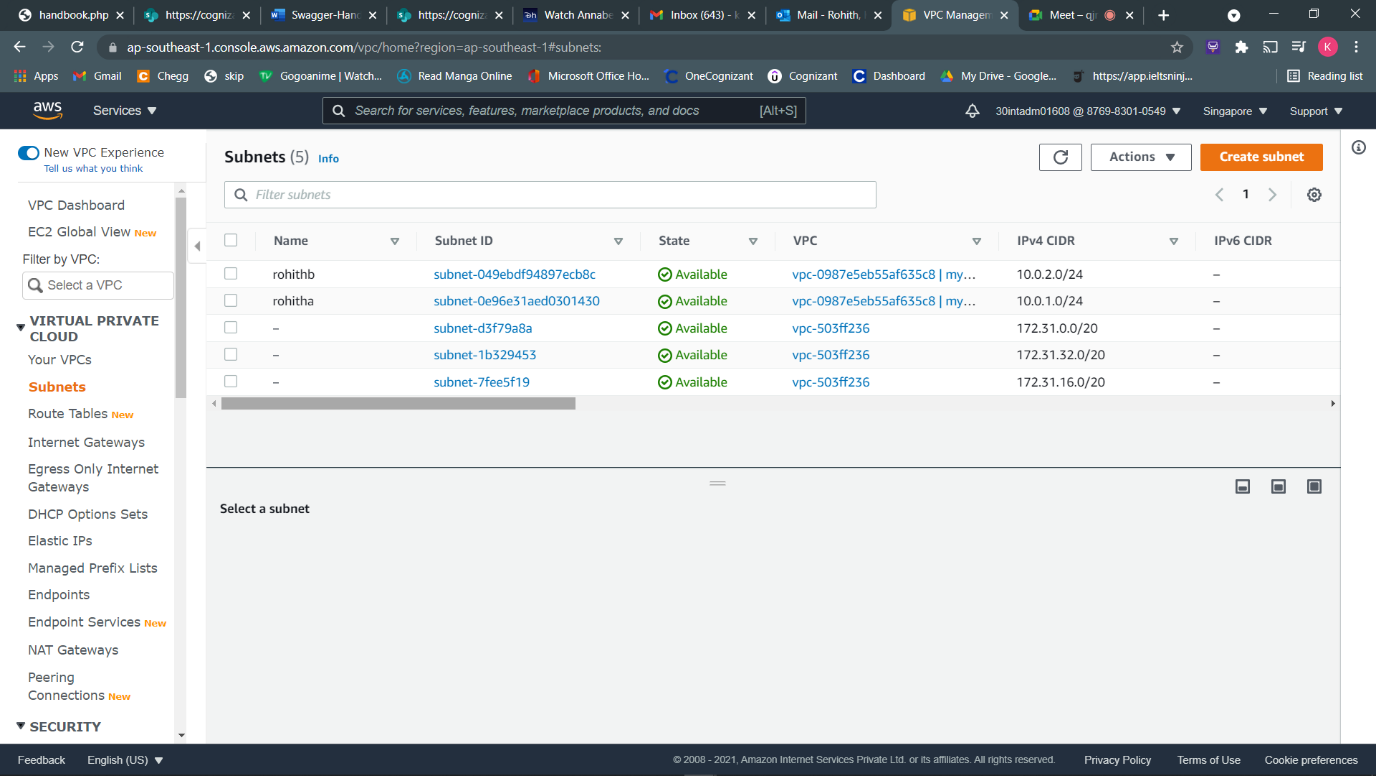 handbook.php
https://cogniz
Swagger-Han
https://cogniz
Watch Annabe
Inbox (643) - k
Mail - Rohith,
VPC Managem
Meet – qjr
ap-southeast-1.console.aws.amazon.com/vpc/home?region=ap-southeast-1#subnets:
K
Apps
Gmail
Chegg
skip
Gogoanime | Watch...
Read Manga Online
Microsoft Office Ho...
OneCognizant
Cognizant
Dashboard
My Drive - Google...
https://app.ieltsninj...
Reading list
aws
Services
Search for services, features, marketplace products, and docs
[Alt+S]
30intadm01608 @ 8769-8301-0549
Singapore
Support
New VPC Experience
Tell us what you think
VPC Dashboard
EC2 Global View New
Filter by VPC:
Select a VPC
VIRTUAL PRIVATE
CLOUD
Your VPCs
Subnets
Route Tables New
Internet Gateways
Egress Only Internet
Gateways
DHCP Options Sets
Elastic IPs
Managed Prefix Lists
Endpoints
Endpoint Services New
NAT Gateways
Peering
Connections New
SECURITY
Subnets (5) Info
Actions
Create subnet
Filter subnets
1
Name Subnet ID State VPC IPv4 CIDR IPv6 CIDR
rohithb subnet-049ebdf94897ecb8c Available vpc-0987e5eb55af635c8 | my... 10.0.2.0/24 –
rohitha subnet-0e96e31aed0301430 Available vpc-0987e5eb55af635c8 | my... 10.0.1.0/24 –
– subnet-d3f79a8a Available vpc-503ff236 172.31.0.0/20 –
– subnet-1b329453 Available vpc-503ff236 172.31.32.0/20 –
– subnet-7fee5f19 Available vpc-503ff236 172.31.16.0/20 –
Select a subnet
Feedback
English (US)
© 2008 - 2021, Amazon Internet Services Private Ltd. or its affiliates. All rights reserved.
Privacy Policy
Terms of Use
Cookie preferences